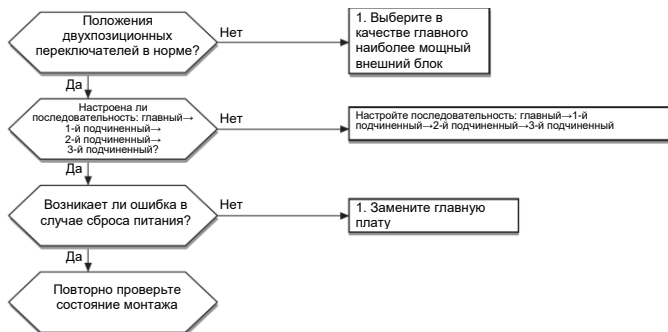 Положения
двухпозиционных
переключателей в норме?
Нет
1. Выберите в
качестве главного
наиболее мощный
внешний блок
Да
Настроена ли
последовательность: главный→
1-й подчиненный→
2-й подчиненный→
3-й подчиненный?
Нет
Настройте последовательность: главный→1-й
подчиненный→2-й подчиненный→3-й подчиненный
Да
Возникает ли ошибка в
случае сброса питания?
Нет
1. Замените главную
плату
Да
Повторно проверьте
состояние монтажа